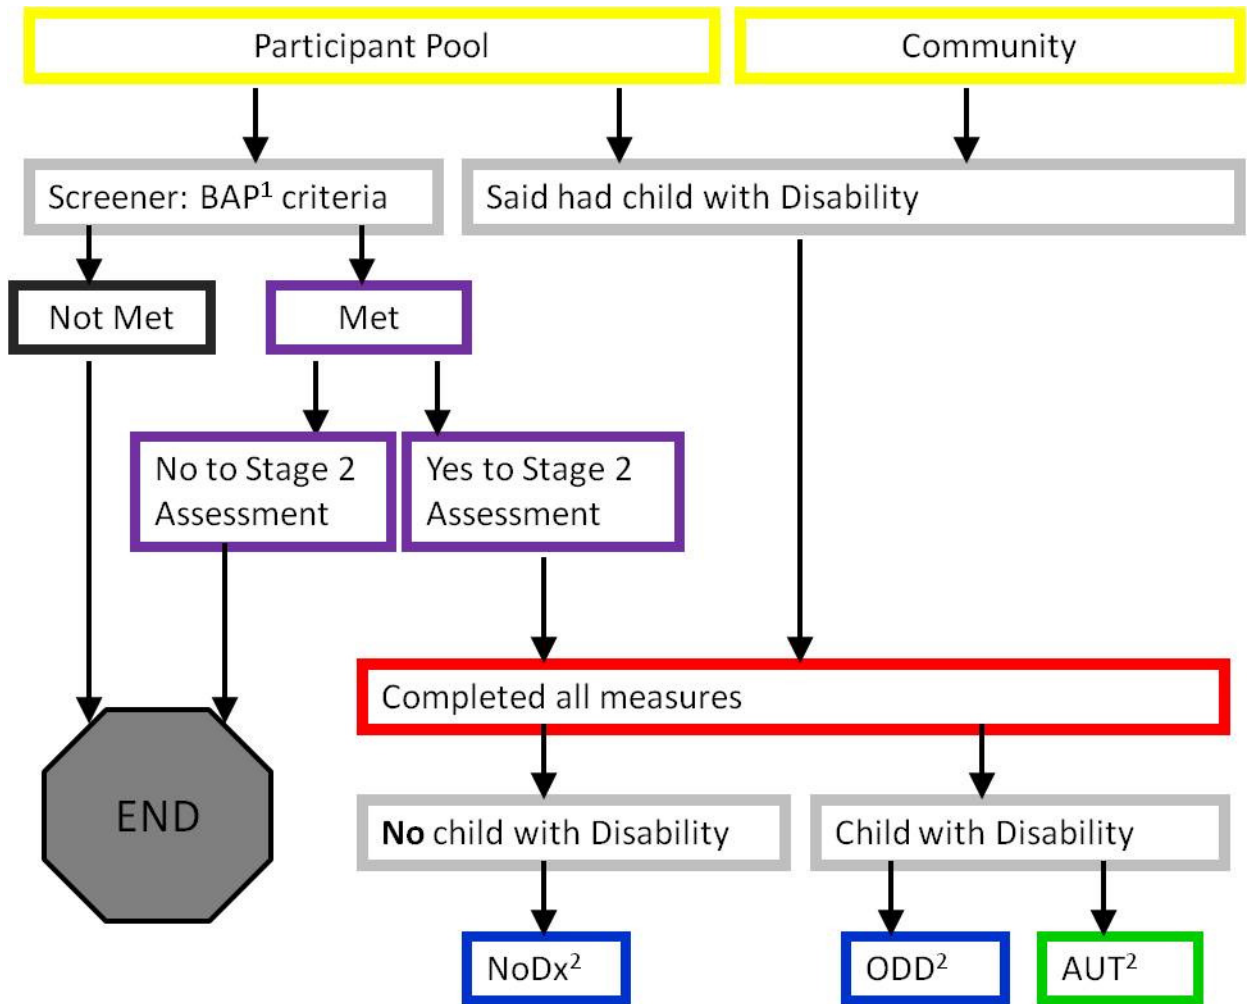 Participant Pool
Community
Screener: BAP¹ criteria
Said had child with Disability
Not Met
Met
No to Stage 2
Assessment
Yes to Stage 2
Assessment
Completed all measures
END
No child with Disability
Child with Disability
NoDx²
ODD²
AUT²